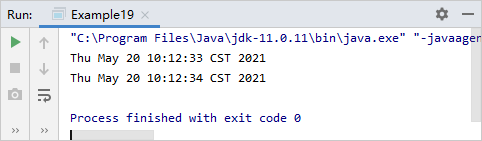 Run: Example19
"C:\Program Files\Java\jdk-11.0.11\bin\java.exe" "-javaagen
Thu May 20 10:12:33 CST 2021
Thu May 20 10:12:34 CST 2021
Process finished with exit code 0